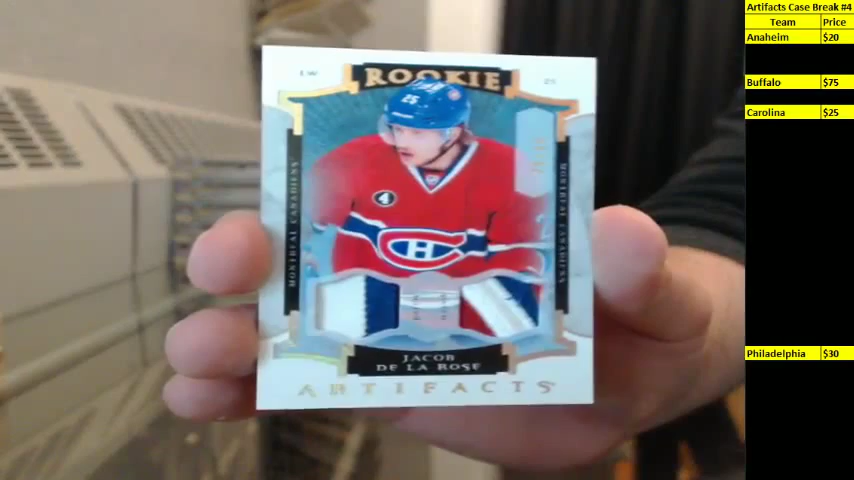 Artifacts Case Break #4
Team Price
Anaheim $20
Buffalo $75
Carolina $25
Philadelphia $30
LW ROOKIE 25
25
4
MONTREAL CANADIENS
MONTREAL CANADIENS
JACOB
DE LA ROSE
ARTIFACTS